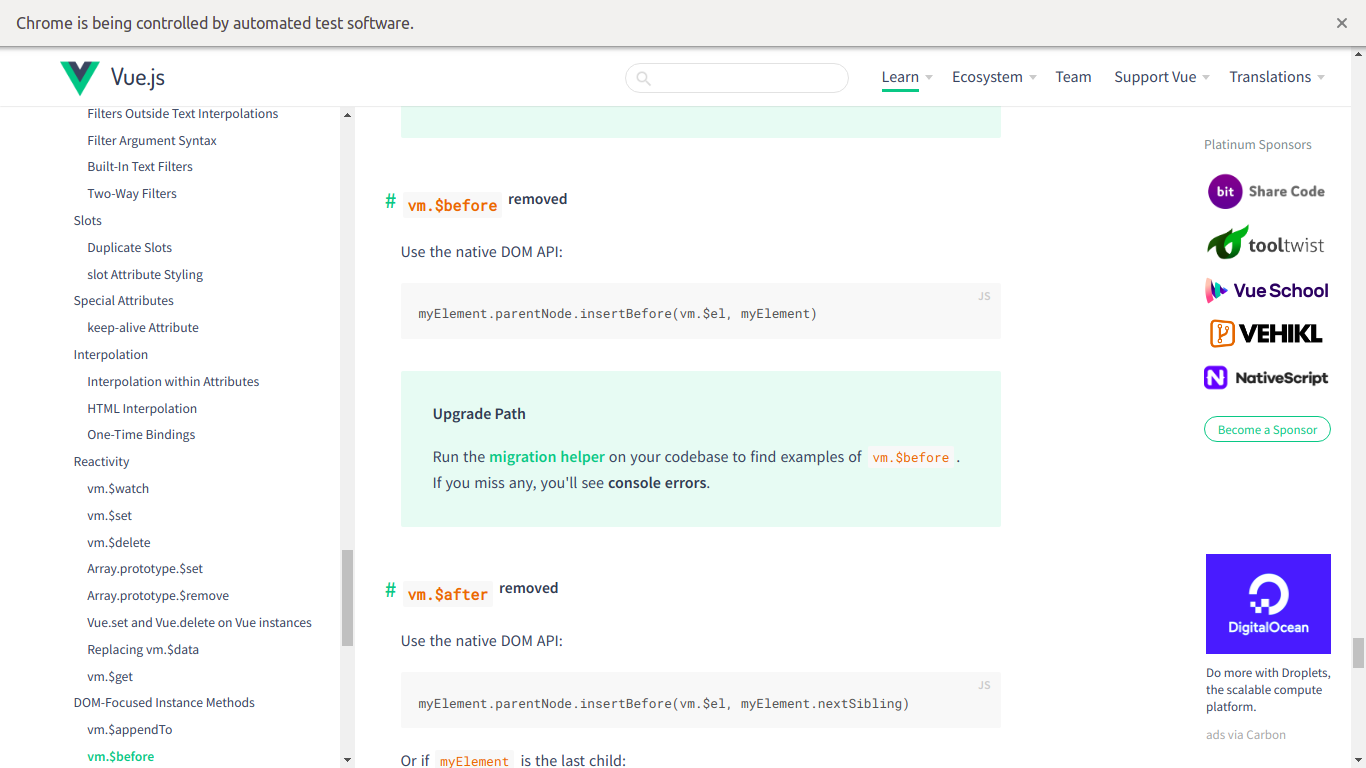 Chrome is being controlled by automated test software.
Vue.js
Learn Ecosystem Team Support Vue Translations
Filters Outside Text Interpolations
Filter Argument Syntax
Built-In Text Filters
Two-Way Filters
Slots
Duplicate Slots
slot Attribute Styling
Special Attributes
keep-alive Attribute
Interpolation
Interpolation within Attributes
HTML Interpolation
One-Time Bindings
Reactivity
vm.$watch
vm.$set
vm.$delete
Array.prototype.$set
Array.prototype.$remove
Vue.set and Vue.delete on Vue instances
Replacing vm.$data
vm.$get
DOM-Focused Instance Methods
vm.$appendTo
vm.$before
# vm.$before removed
Use the native DOM API:
JS
myElement.parentNode.insertBefore(vm.$el, myElement)
Upgrade Path
Run the migration helper on your codebase to find examples of vm.$before.
If you miss any, you'll see console errors.
# vm.$after removed
Use the native DOM API:
JS
myElement.parentNode.insertBefore(vm.$el, myElement.nextSibling)
Or if myElement is the last child:
Platinum Sponsors
bit Share Code
tooltwist
Vue School
VEHIKL
NativeScript
Become a Sponsor
DigitalOcean
Do more with Droplets,
the scalable compute
platform.
ads via Carbon